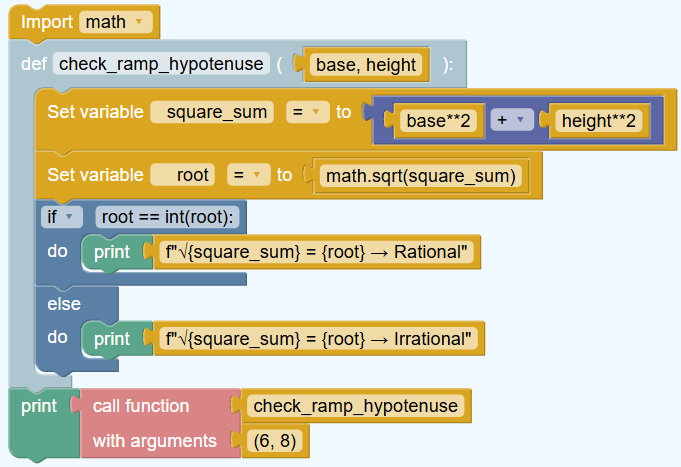 Import math
def check_ramp_hypotenuse ( base, height ):
Set variable square_sum = to base**2 + height**2
Set variable root = to math.sqrt(square_sum)
if root == int(root):
do print f"√{square_sum} = {root} → Rational"
else
do print f"√{square_sum} = {root} → Irrational"
print call function check_ramp_hypotenuse
with arguments (6, 8)